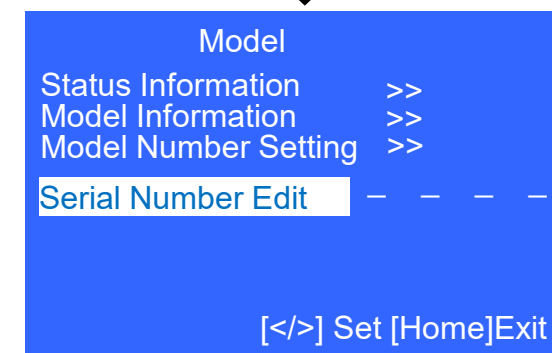 Model
Status Information >>
Model Information >>
Model Number Setting >>
Serial Number Edit _ _ _ _
[</>] Set [Home]Exit